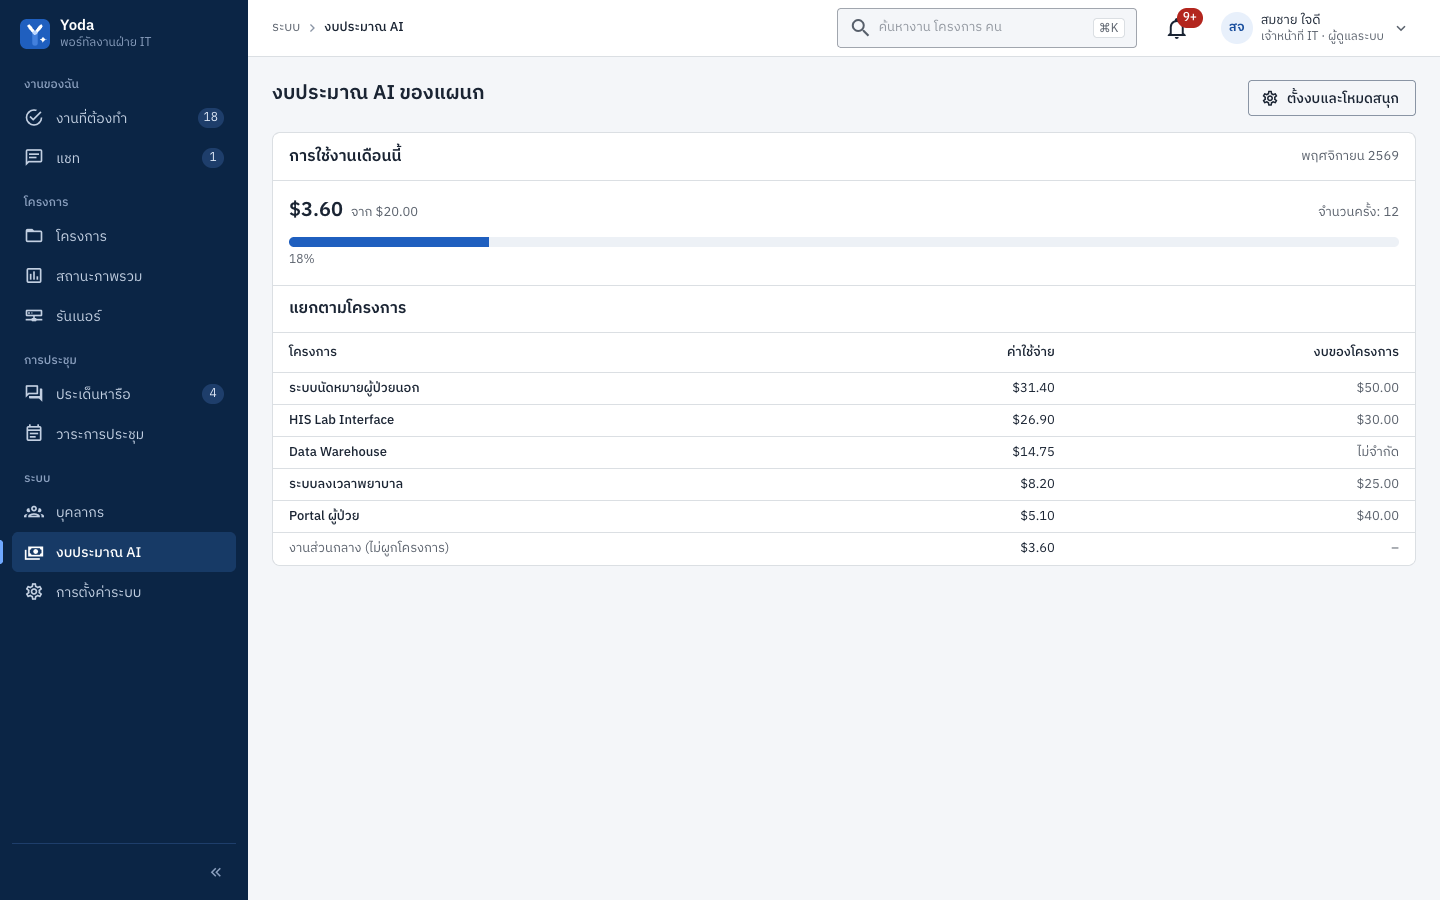 Yoda
พอร์ทัลงานฝ่าย IT
งานของฉัน
งานที่ต้องทำ 18
แชท 1
โครงการ
โครงการ
สถานะภาพรวม
รันเนอร์
การประชุม
ประเด็นหารือ 4
วาระการประชุม
ระบบ
บุคลากร
งบประมาณ AI
การตั้งค่าระบบ
ระบบ > งบประมาณ AI
ค้นหางาน โครงการ คน ⌘K
9+
สจ
สมชาย ใจดี
เจ้าหน้าที่ IT · ผู้ดูแลระบบ
งบประมาณ AI ของแผนก
ตั้งงบและโหมดสนุก
การใช้งานเดือนนี้ พฤศจิกายน 2569
$3.60 จาก $20.00 จำนวนครั้ง: 12
18%
แยกตามโครงการ
โครงการ ค่าใช้จ่าย งบของโครงการ
ระบบนัดหมายผู้ป่วยนอก $31.40 $50.00
HIS Lab Interface $26.90 $30.00
Data Warehouse $14.75 ไม่จำกัด
ระบบลงเวลาพยาบาล $8.20 $25.00
Portal ผู้ป่วย $5.10 $40.00
งานส่วนกลาง (ไม่ผูกโครงการ) $3.60 –